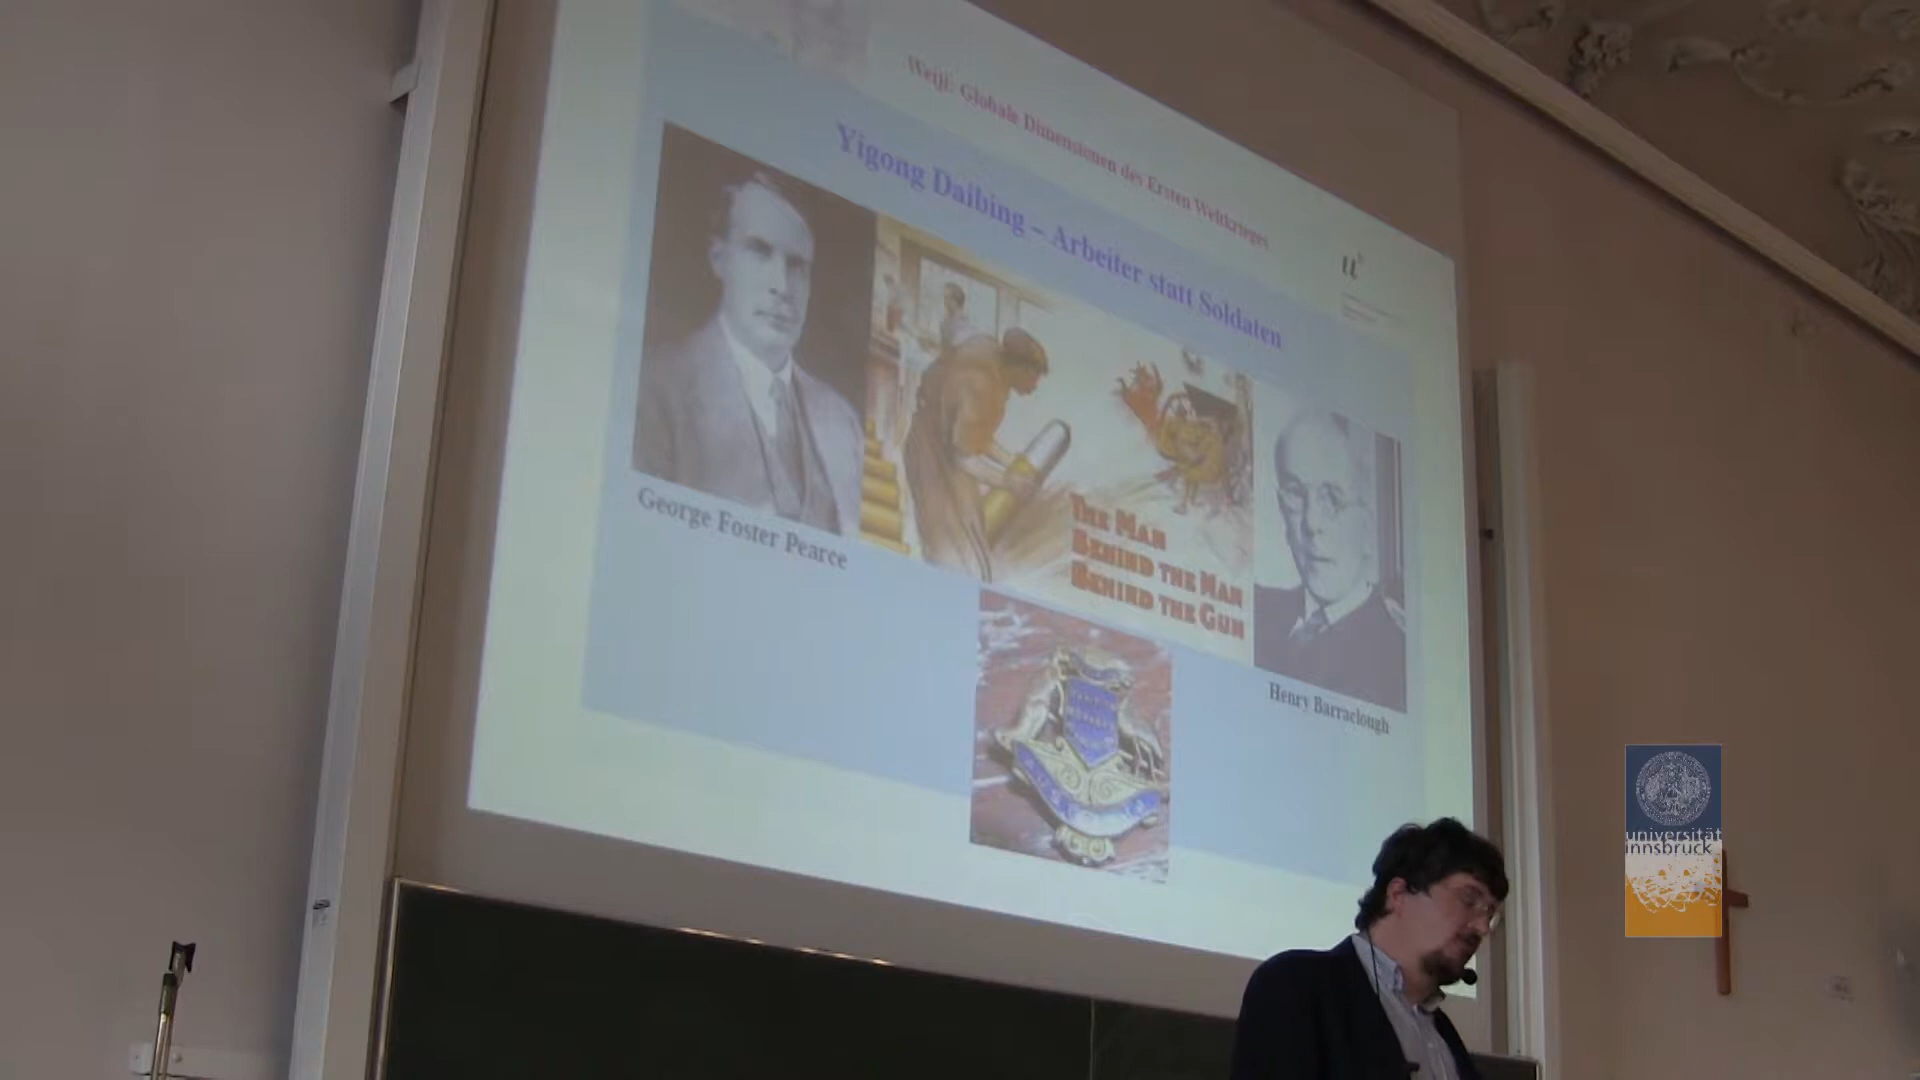 Weiji: Globale Dimensionen des Ersten Weltkrieges
Yigong Daibing – Arbeiter statt Soldaten
George Foster Pearce
THE MAN
BEHIND THE MAN
BEHIND THE GUN
Henry Barraclough
universität
innsbruck